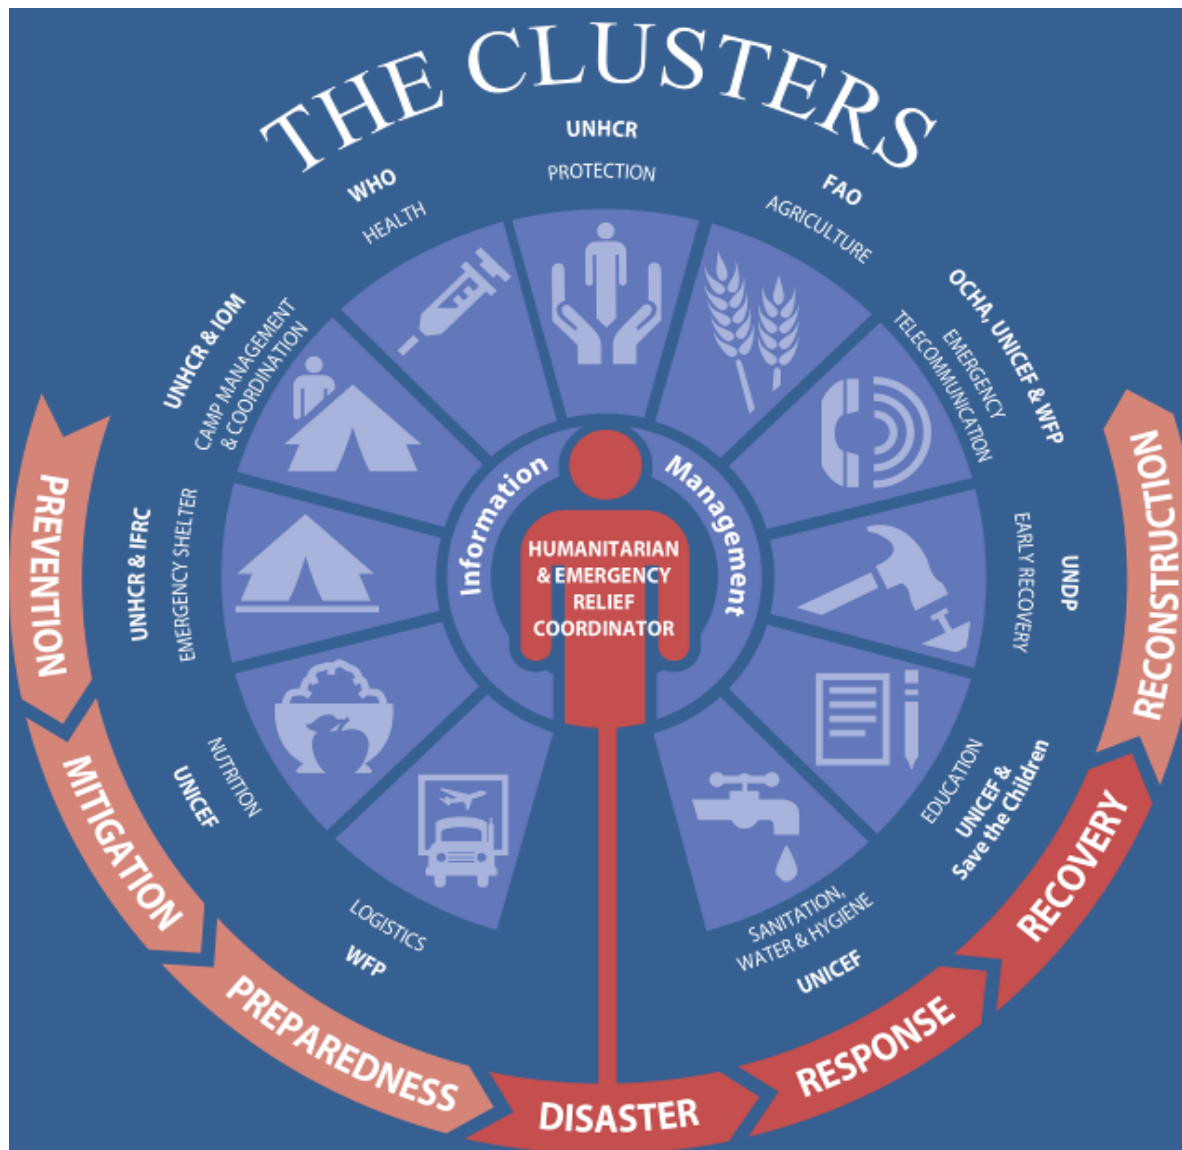 THE CLUSTERS
UNHCR
PROTECTION
FAO
AGRICULTURE
OCHA, UNICEF & WFP
EMERGENCY
TELECOMMUNICATION
UNDP
EARLY RECOVERY
EDUCATION
UNICEF &
Save the Children
SANITATION,
WATER & HYGIENE
UNICEF
LOGISTICS
WFP
NUTRITION
UNICEF
UNHCR & IFRC
EMERGENCY SHELTER
UNHCR & IOM
CAMP MANAGEMENT
& COORDINATION
WHO
HEALTH
Information
Management
HUMANITARIAN
& EMERGENCY
RELIEF
COORDINATOR
PREVENTION
MITIGATION
PREPAREDNESS
DISASTER
RESPONSE
RECOVERY
RECONSTRUCTION